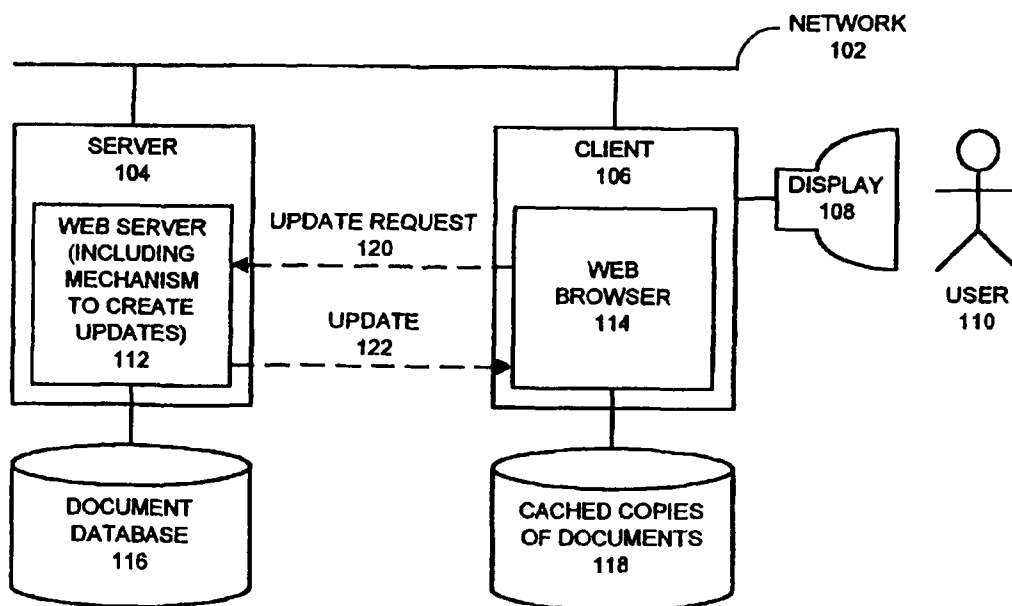 NETWORK
102
SERVER
104
CLIENT
106
DISPLAY
108
WEB SERVER
(INCLUDING
MECHANISM
TO CREATE
UPDATES)
112
UPDATE REQUEST
120
UPDATE
122
WEB
BROWSER
114
USER
110
DOCUMENT
DATABASE
116
CACHED COPIES
OF DOCUMENTS
118